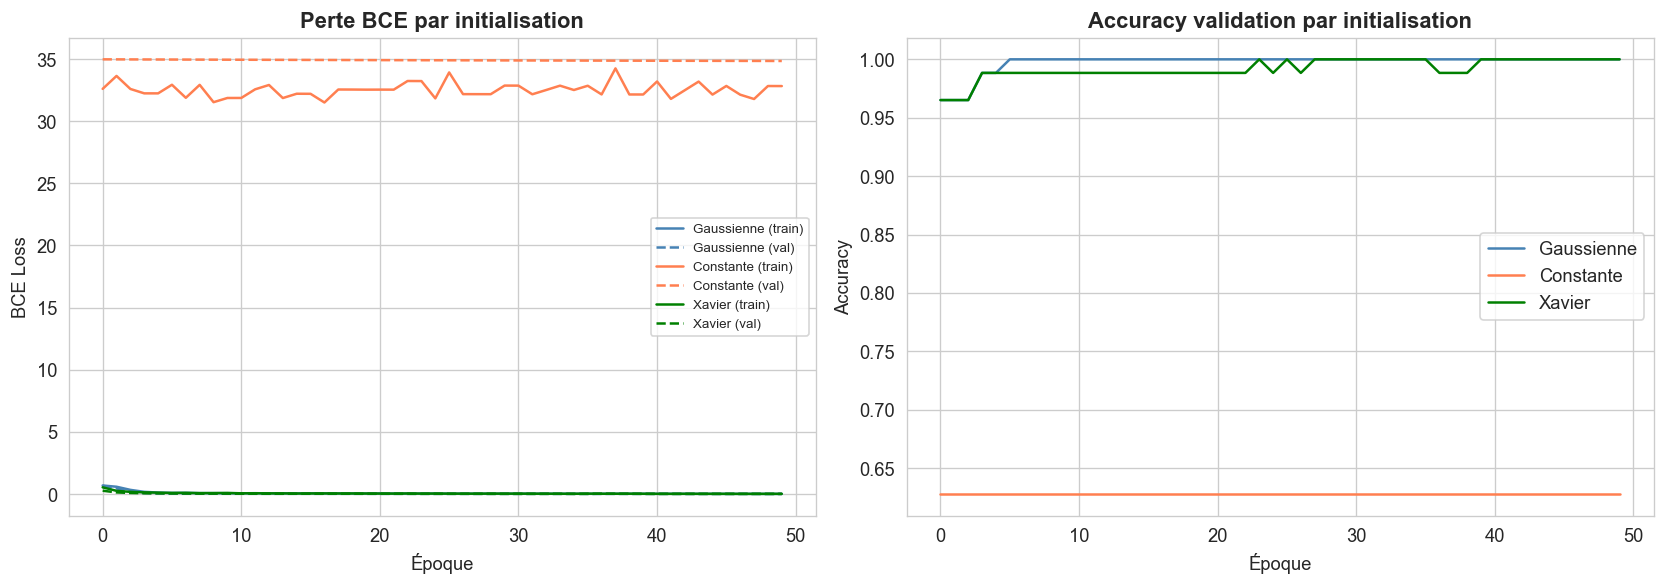 Perte BCE par initialisation
BCE Loss
35
30
25
20
15
10
5
0
0
10
20
30
40
50
Époque
Gaussienne (train)
Gaussienne (val)
Constante (train)
Constante (val)
Xavier (train)
Xavier (val)
Accuracy validation par initialisation
Accuracy
1.00
0.95
0.90
0.85
0.80
0.75
0.70
0.65
0
10
20
30
40
50
Époque
Gaussienne
Constante
Xavier